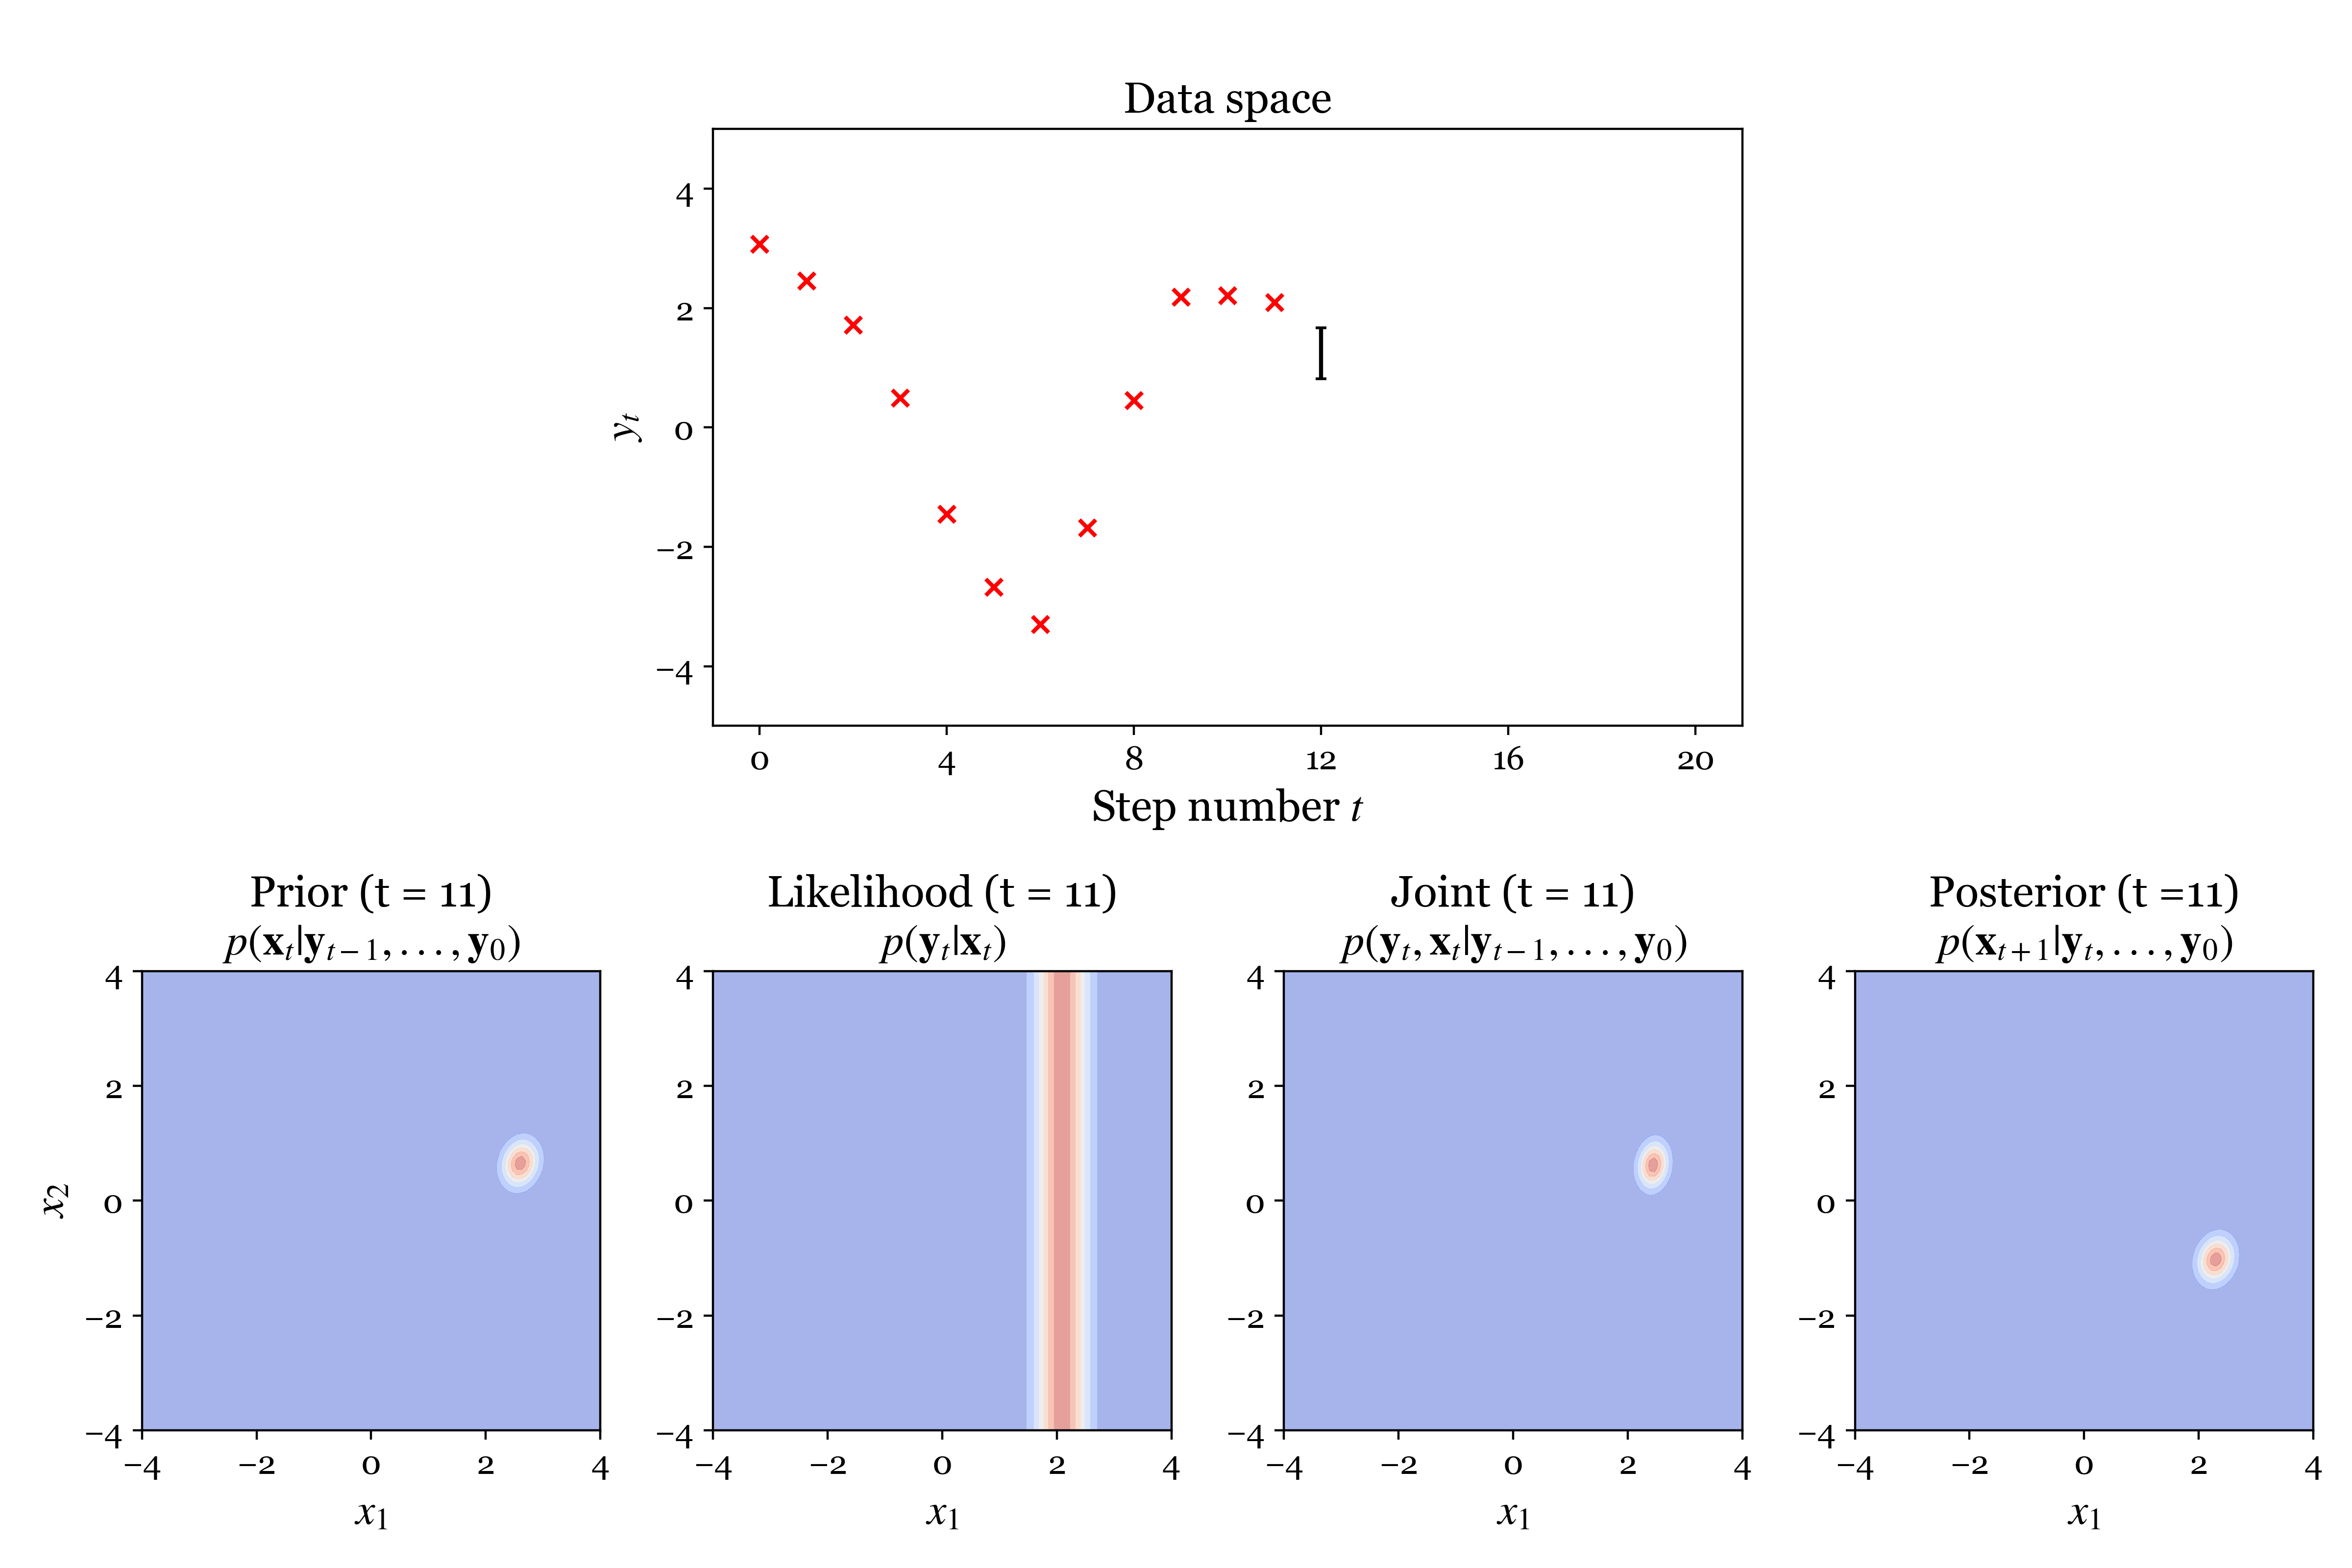 Data space
4
2
0
−2
−4
y_t
0 4 8 12 16 20
Step number t
Prior (t = 11)
p(x_t|y_{t−1}, . . . , y_0)
4
2
0
−2
−4
x_2
−4 −2 0 2 4
x_1
Likelihood (t = 11)
p(y_t|x_t)
4
2
0
−2
−4
−4 −2 0 2 4
x_1
Joint (t = 11)
p(y_t, x_t|y_{t−1}, . . . , y_0)
4
2
0
−2
−4
−4 −2 0 2 4
x_1
Posterior (t =11)
p(x_{t+1}|y_t, . . . , y_0)
4
2
0
−2
−4
−4 −2 0 2 4
x_1